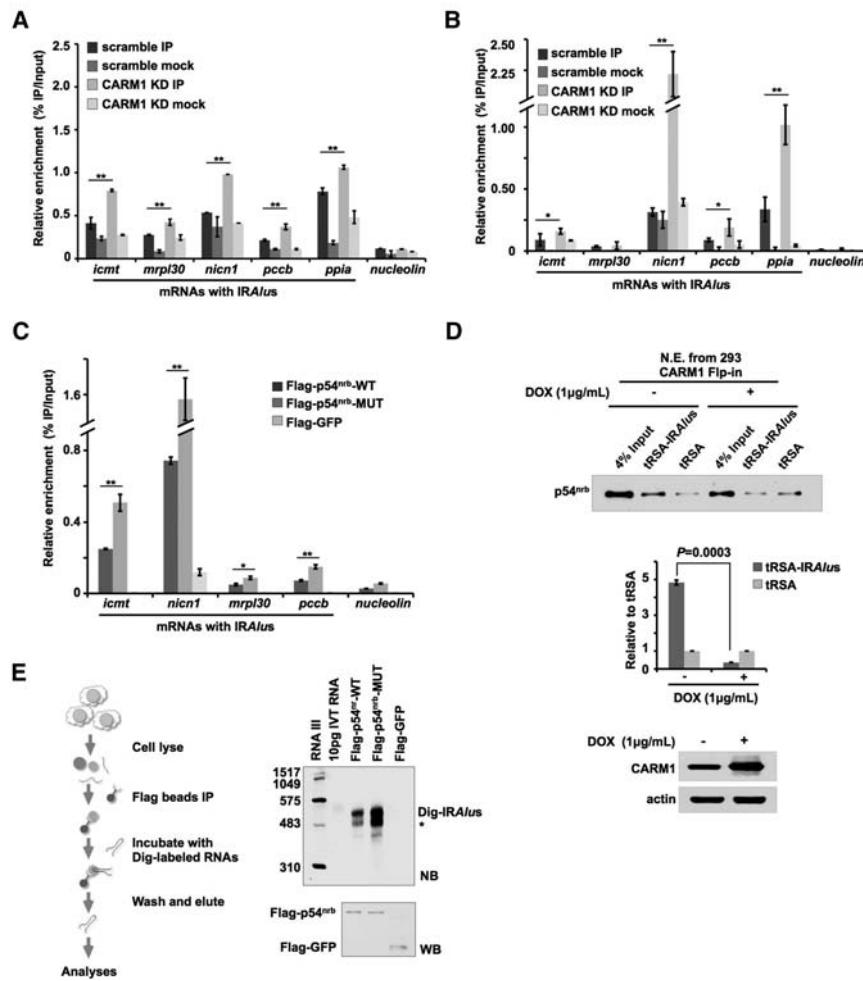 A
Relative enrichment (% IP/Input)
2.5
2.0
1.5
1.0
0.5
0
scramble IP
scramble mock
CARM1 KD IP
CARM1 KD mock
** ** ** ** **
icmt mrpl30 nicn1 pccb ppia nucleolin
mRNAs with IRAlus
B
Relative enrichment (% IP/Input)
2.50
2.25
1.00
0.50
0
scramble IP
scramble mock
CARM1 KD IP
CARM1 KD mock
* ** * **
icmt mrpl30 nicn1 pccb ppia nucleolin
mRNAs with IRAlus
C
Relative enrichment (% IP/Input)
1.6
0.8
0.4
0
Flag-p54nrb-WT
Flag-p54nrb-MUT
Flag-GFP
** ** * **
icmt nicn1 mrpl30 pccb nucleolin
mRNAs with IRAlus
D
N.E. from 293
CARM1 Flp-in
DOX (1μg/mL) - +
4% Input tRSA-IRAlus tRSA 4% Input tRSA-IRAlus tRSA
p54nrb
P=0.0003
tRSA-IRAlus
tRSA
Relative to tRSA
5
4
1
0
- +
DOX (1μg/mL)
DOX (1μg/mL) - +
CARM1
actin
E
Cell lyse
Flag beads IP
Incubate with
Dig-labeled RNAs
Wash and elute
Analyses
RNA III
10pg IVT RNA
Flag-p54nr-WT
Flag-p54nrb-MUT
Flag-GFP
1517
1049
575
483
310
Dig-IRAlus
*
NB
Flag-p54nrb
Flag-GFP
WB